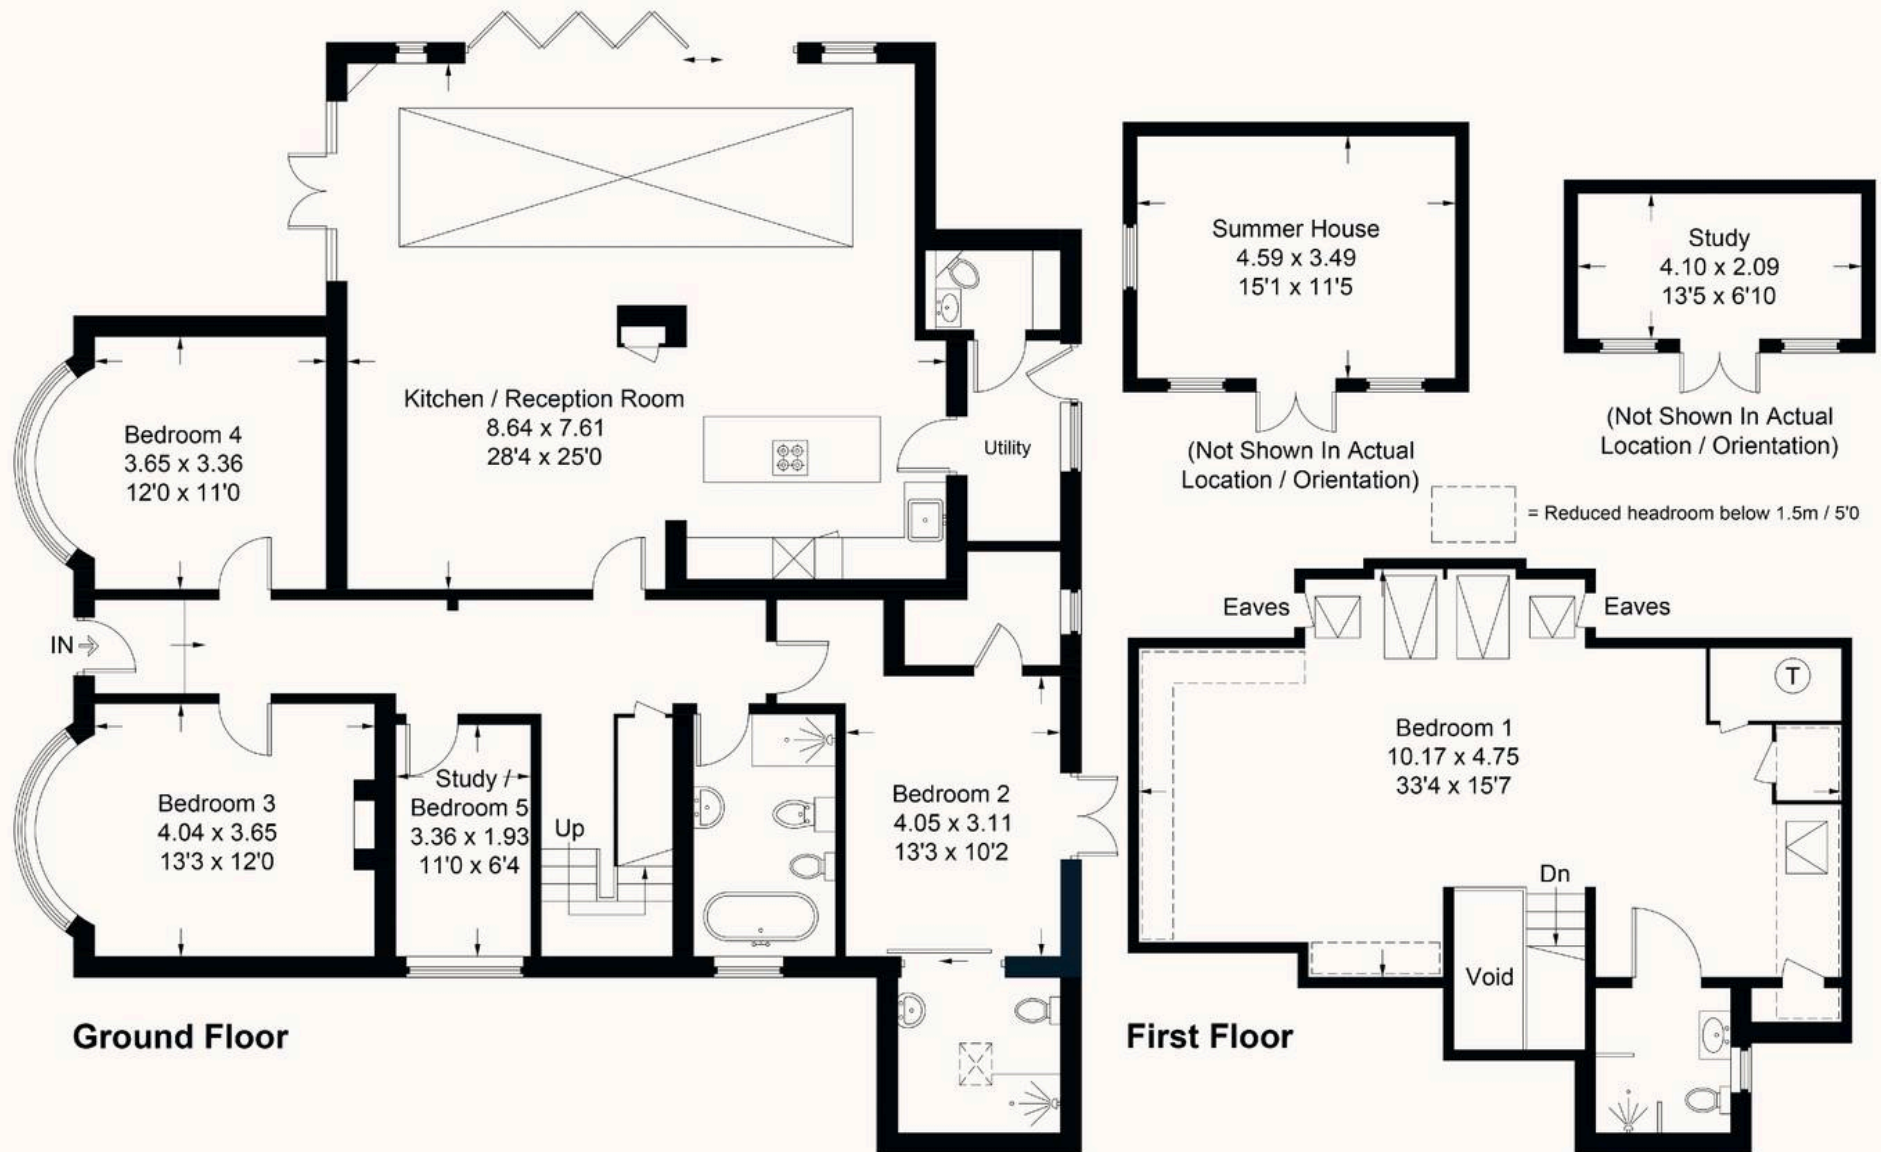 Kitchen / Reception Room
8.64 x 7.61
28'4 x 25'0
Utility
Bedroom 4
3.65 x 3.36
12'0 x 11'0
IN
Bedroom 3
4.04 x 3.65
13'3 x 12'0
Study /
Bedroom 5
3.36 x 1.93
11'0 x 6'4
Up
Bedroom 2
4.05 x 3.11
13'3 x 10'2
Ground Floor
Summer House
4.59 x 3.49
15'1 x 11'5
(Not Shown In Actual
Location / Orientation)
Study
4.10 x 2.09
13'5 x 6'10
(Not Shown In Actual
Location / Orientation)
= Reduced headroom below 1.5m / 5'0
Eaves
Eaves
T
Bedroom 1
10.17 x 4.75
33'4 x 15'7
Dn
Void
First Floor